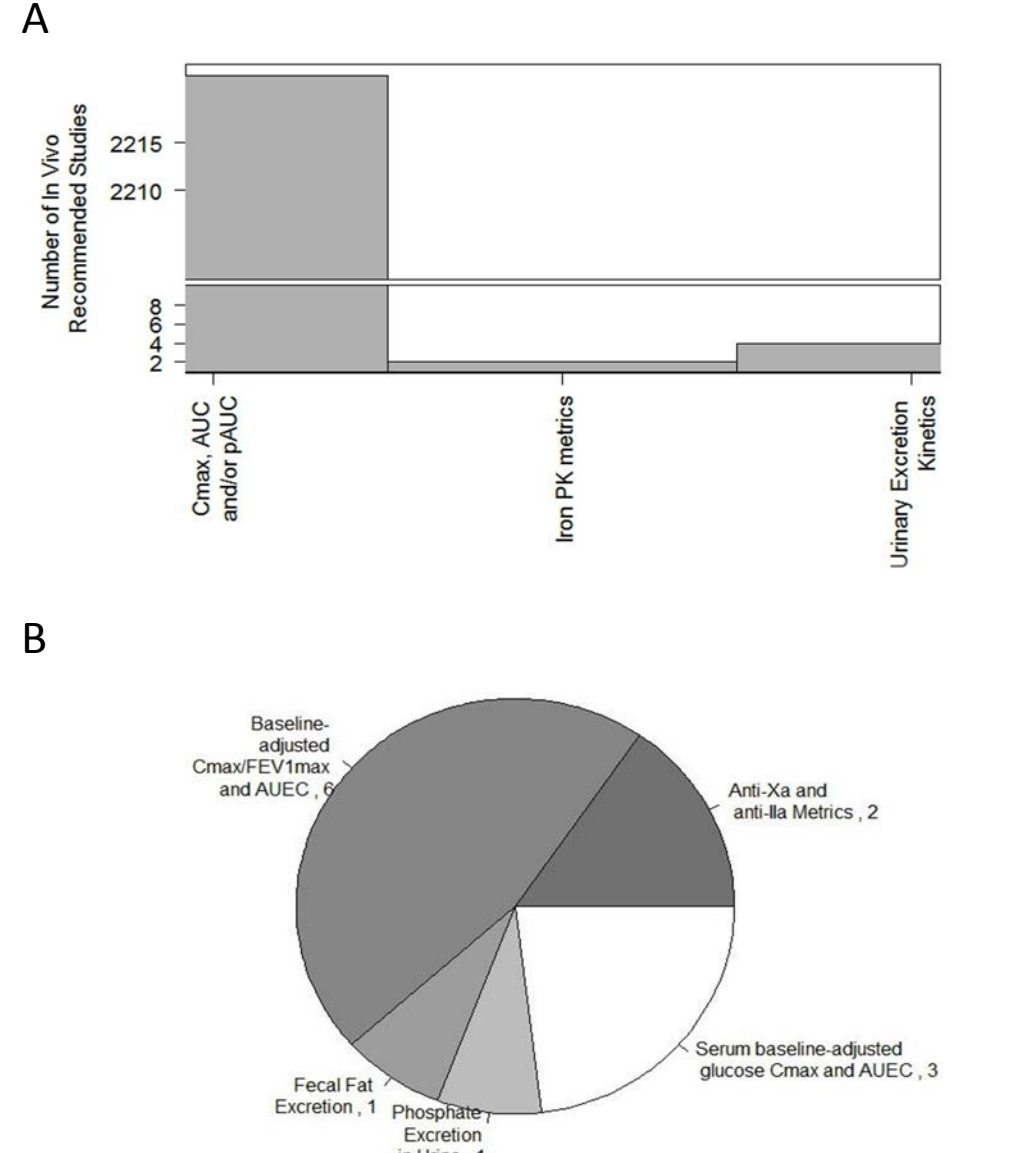 A
Number of In Vivo
Recommended Studies
2215
2210
8
6
4
2
Cmax, AUC
and/or pAUC
Iron PK metrics
Urinary Excretion
Kinetics
B
Baseline-
adjusted
Cmax/FEV1max
and AUEC , 6
Anti-Xa and
anti-IIa Metrics , 2
Serum baseline-adjusted
glucose Cmax and AUEC , 3
Fecal Fat
Excretion , 1
Phosphate
Excretion